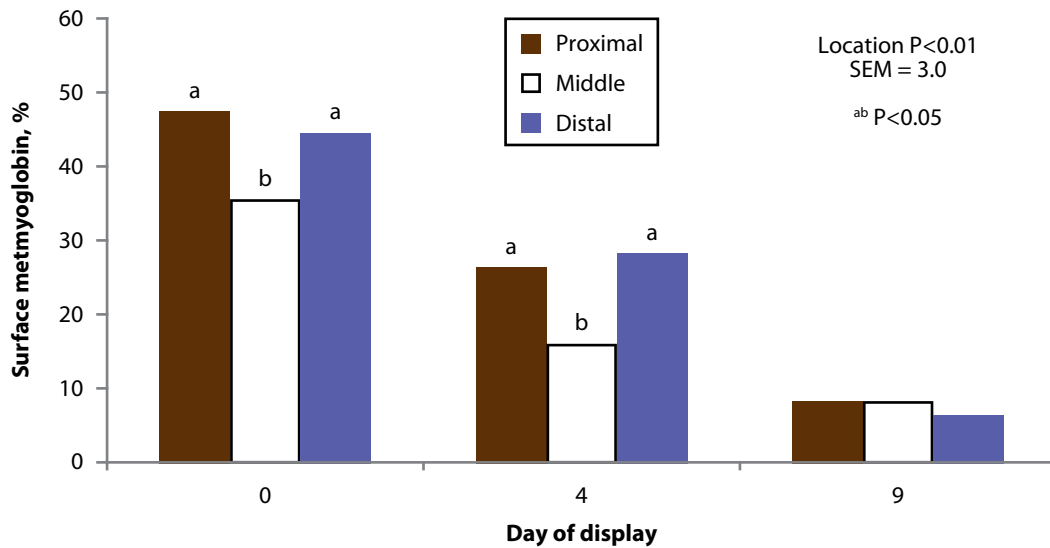 Surface metmyoglobin, %
60
50
40
30
20
10
0
Proximal
Middle
Distal
Location P<0.01
SEM = 3.0
ab P<0.05
a
b
a
a
b
a
0
4
9
Day of display